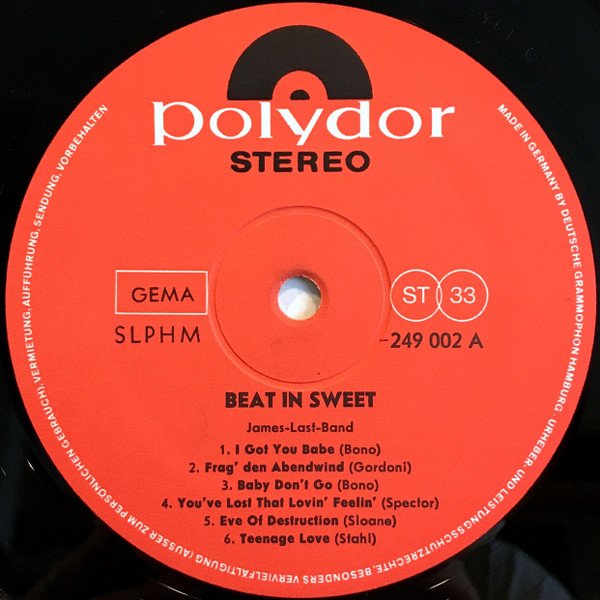 polydor
STEREO
GEMA
SLPHM
ST 33
-249 002 A
BEAT IN SWEET
James-Last-Band
1. I Got You Babe (Bono)
2. Frag' den Abendwind (Gordoni)
3. Baby Don't Go (Bono)
4. You've Lost That Lovin' Feelin' (Spector)
5. Eve Of Destruction (Sloane)
6. Teenage Love (Stahl)
MADE IN GERMANY BY DEUTSCHE GRAMMOPHON HAMBURG. URHEBER- UND LEISTUNGSSCHUTZRECHTE, BESONDERS VERVIELFÄLTIGUNG (AUSSER ZUM PERSÖNLICHEN GEBRAUCH), VERMIETUNG, AUFFÜHRUNG, SENDUNG, VORBEHALTEN